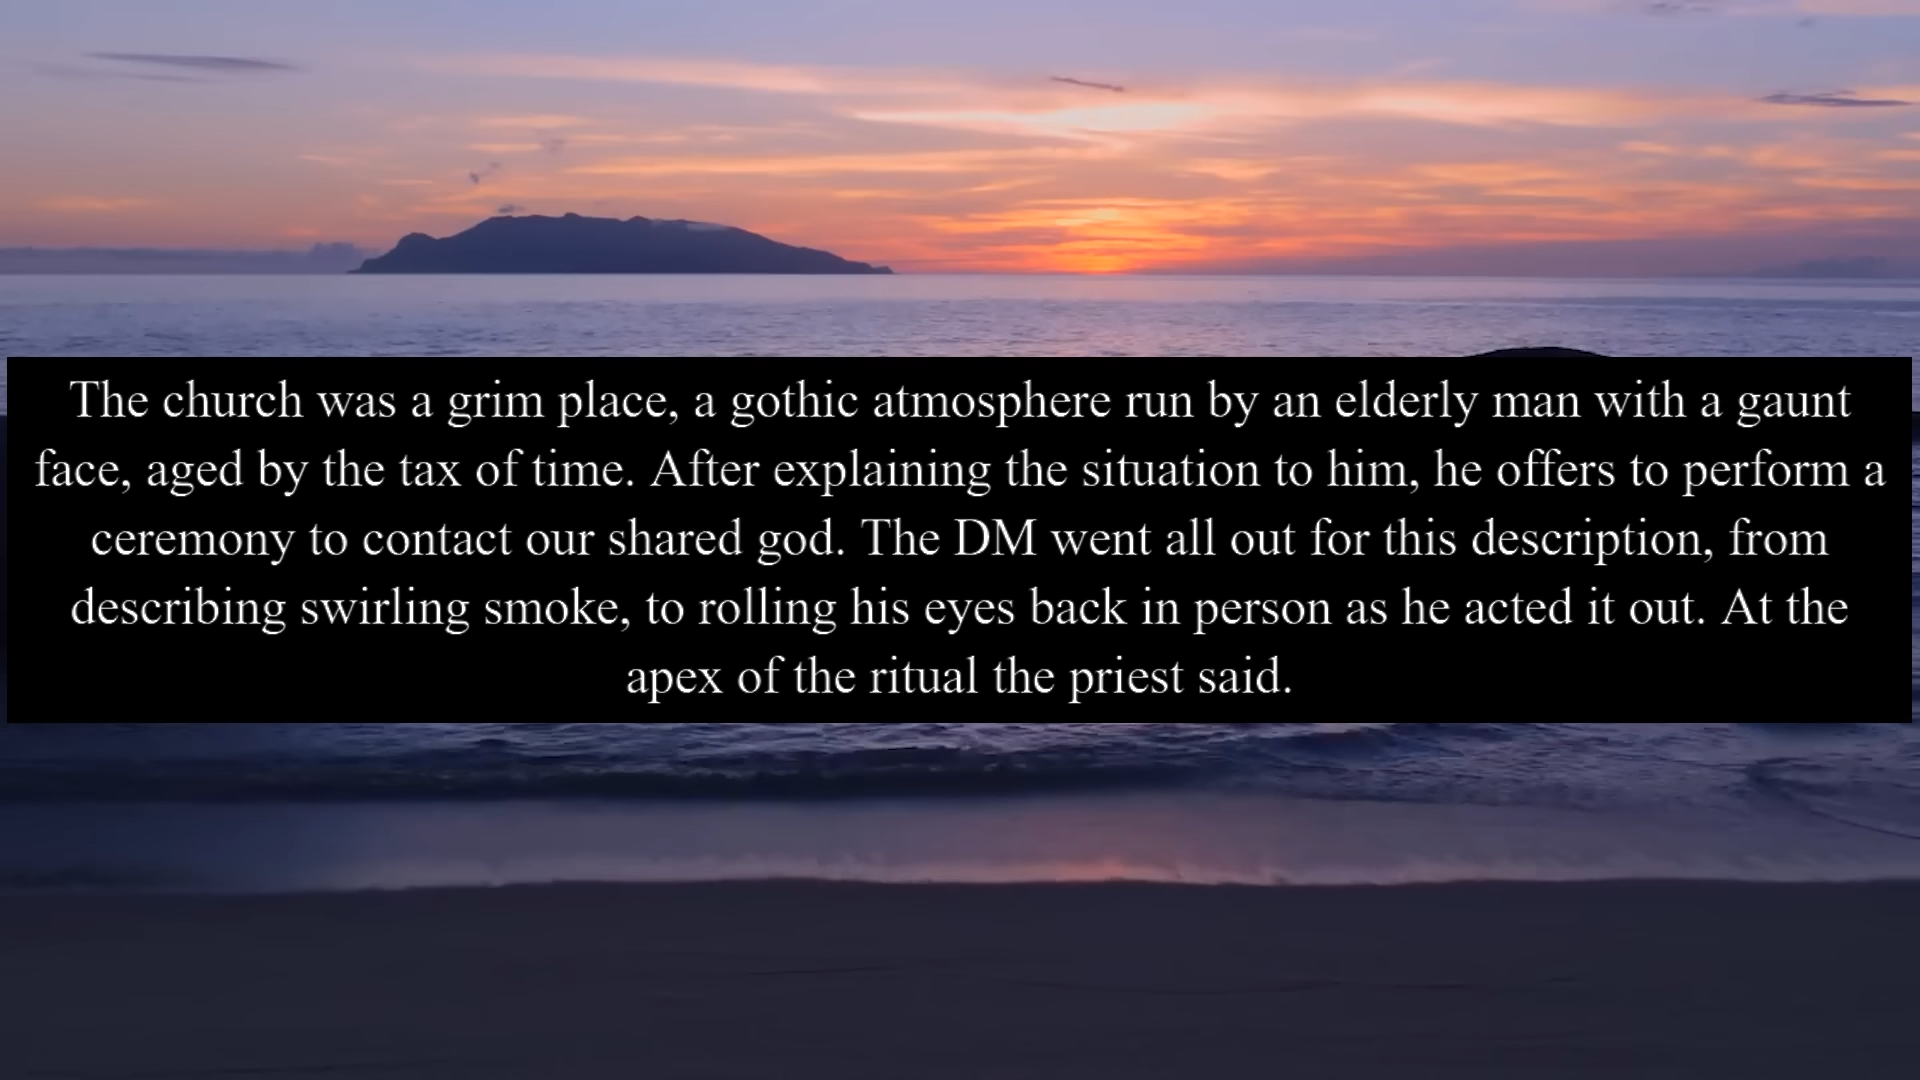 The church was a grim place, a gothic atmosphere run by an elderly man with a gaunt
face, aged by the tax of time. After explaining the situation to him, he offers to perform a
ceremony to contact our shared god. The DM went all out for this description, from
describing swirling smoke, to rolling his eyes back in person as he acted it out. At the
apex of the ritual the priest said.